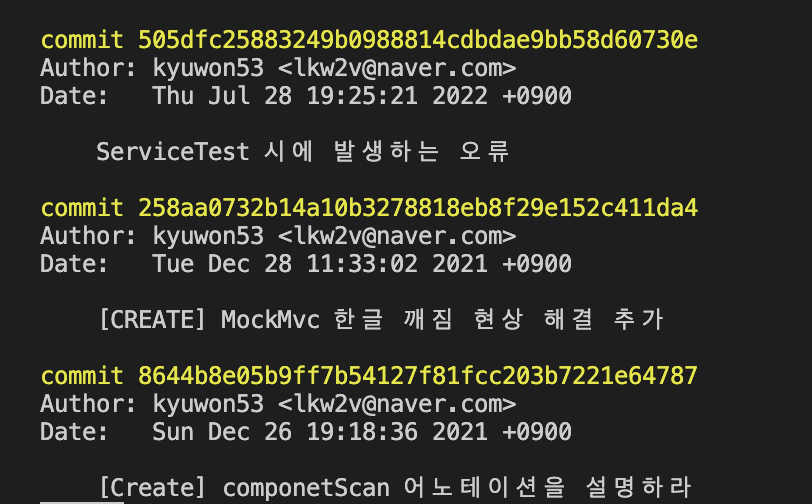 commit 505dfc25883249b0988814cdbdae9bb58d60730e
Author: kyuwon53 <lkw2v@naver.com>
Date:   Thu Jul 28 19:25:21 2022 +0900
ServiceTest 시에 발생하는 오류
commit 258aa0732b14a10b3278818eb8f29e152c411da4
Author: kyuwon53 <lkw2v@naver.com>
Date:   Tue Dec 28 11:33:02 2021 +0900
[CREATE] MockMvc 한글 깨짐 현상 해결 추가
commit 8644b8e05b9ff7b54127f81fcc203b7221e64787
Author: kyuwon53 <lkw2v@naver.com>
Date:   Sun Dec 26 19:18:36 2021 +0900
[Create] componetScan 어노테이션을 설명하라